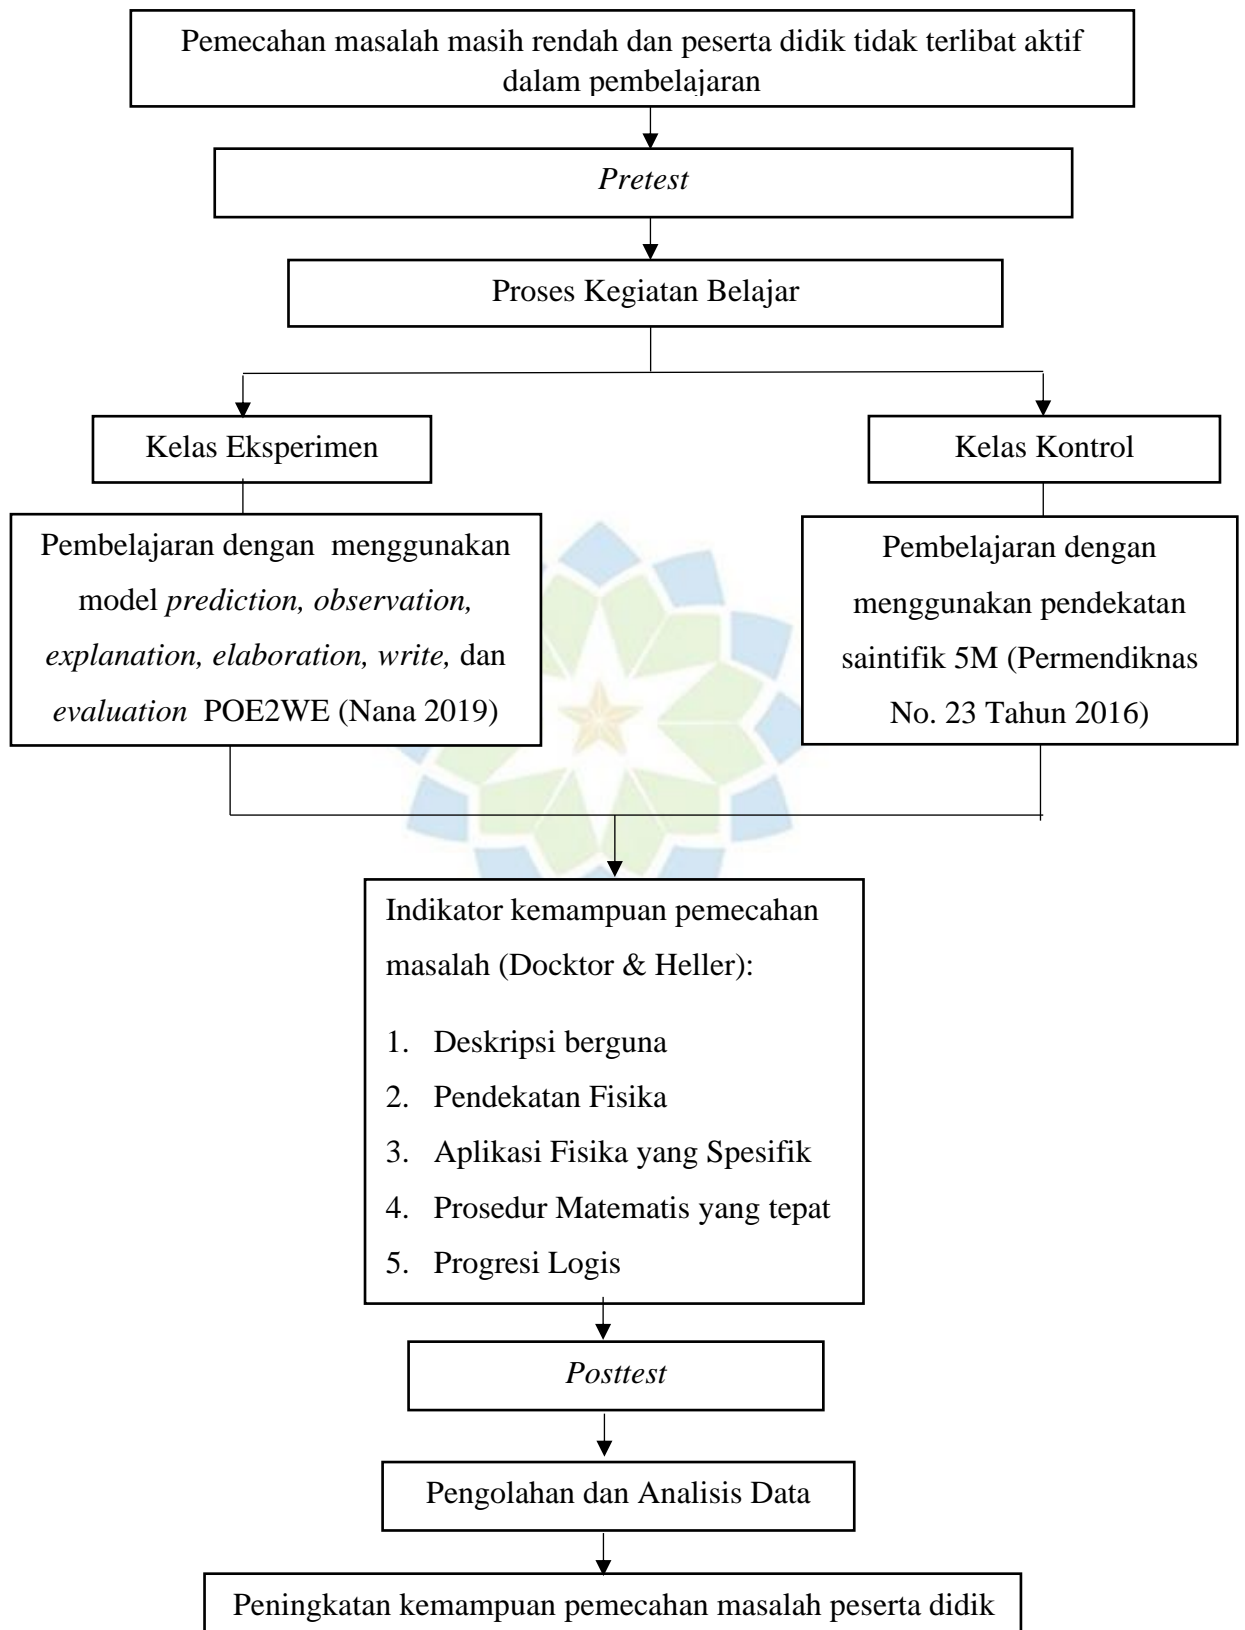 Pemecahan masalah masih rendah dan peserta didik tidak terlibat aktif
dalam pembelajaran
Pretest
Proses Kegiatan Belajar
Kelas Eksperimen
Kelas Kontrol
Pembelajaran dengan menggunakan
model prediction, observation,
explanation, elaboration, write, dan
evaluation POE2WE (Nana 2019)
Pembelajaran dengan
menggunakan pendekatan
saintifik 5M (Permendiknas
No. 23 Tahun 2016)
Indikator kemampuan pemecahan
masalah (Docktor & Heller):
1. Deskripsi berguna
2. Pendekatan Fisika
3. Aplikasi Fisika yang Spesifik
4. Prosedur Matematis yang tepat
5. Progresi Logis
Posttest
Pengolahan dan Analisis Data
Peningkatan kemampuan pemecahan masalah peserta didik